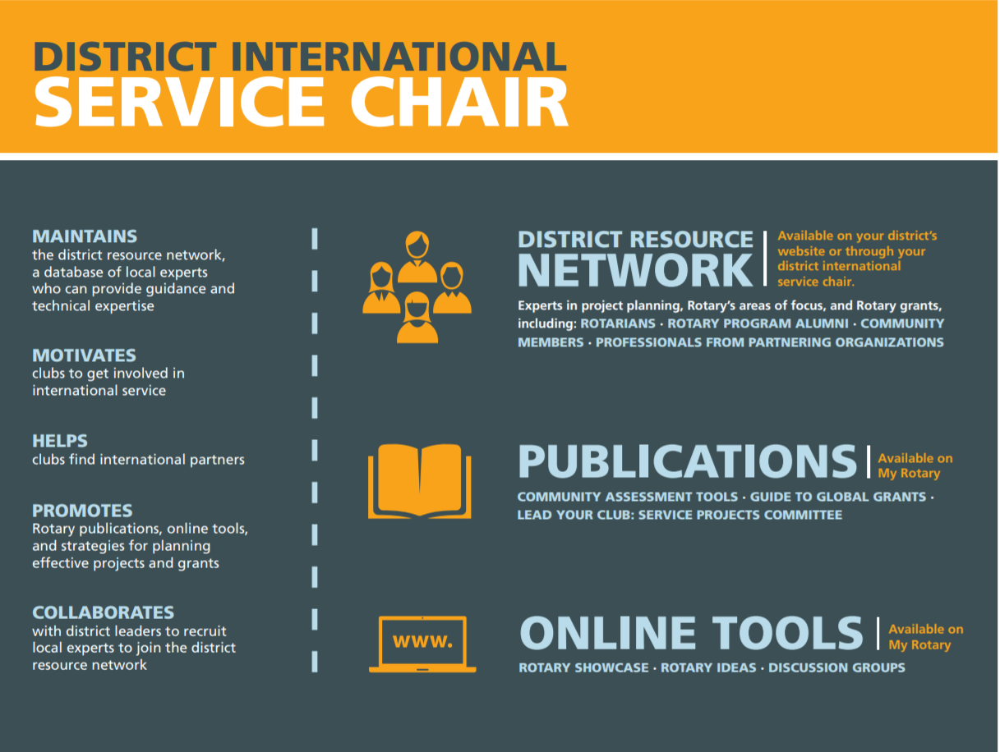 DISTRICT INTERNATIONAL
SERVICE CHAIR
MAINTAINS
the district resource network,
a database of local experts
who can provide guidance and
technical expertise
MOTIVATES
clubs to get involved in
international service
HELPS
clubs find international partners
PROMOTES
Rotary publications, online tools,
and strategies for planning
effective projects and grants
COLLABORATES
with district leaders to recruit
local experts to join the district
resource network
DISTRICT RESOURCE
NETWORK
Available on your district’s
website or through your
district international
service chair.
Experts in project planning, Rotary’s areas of focus, and Rotary grants,
including: ROTARIANS · ROTARY PROGRAM ALUMNI · COMMUNITY
MEMBERS · PROFESSIONALS FROM PARTNERING ORGANIZATIONS
PUBLICATIONS
Available on
My Rotary
COMMUNITY ASSESSMENT TOOLS · GUIDE TO GLOBAL GRANTS ·
LEAD YOUR CLUB: SERVICE PROJECTS COMMITTEE
www.
ONLINE TOOLS
Available on
My Rotary
ROTARY SHOWCASE · ROTARY IDEAS · DISCUSSION GROUPS